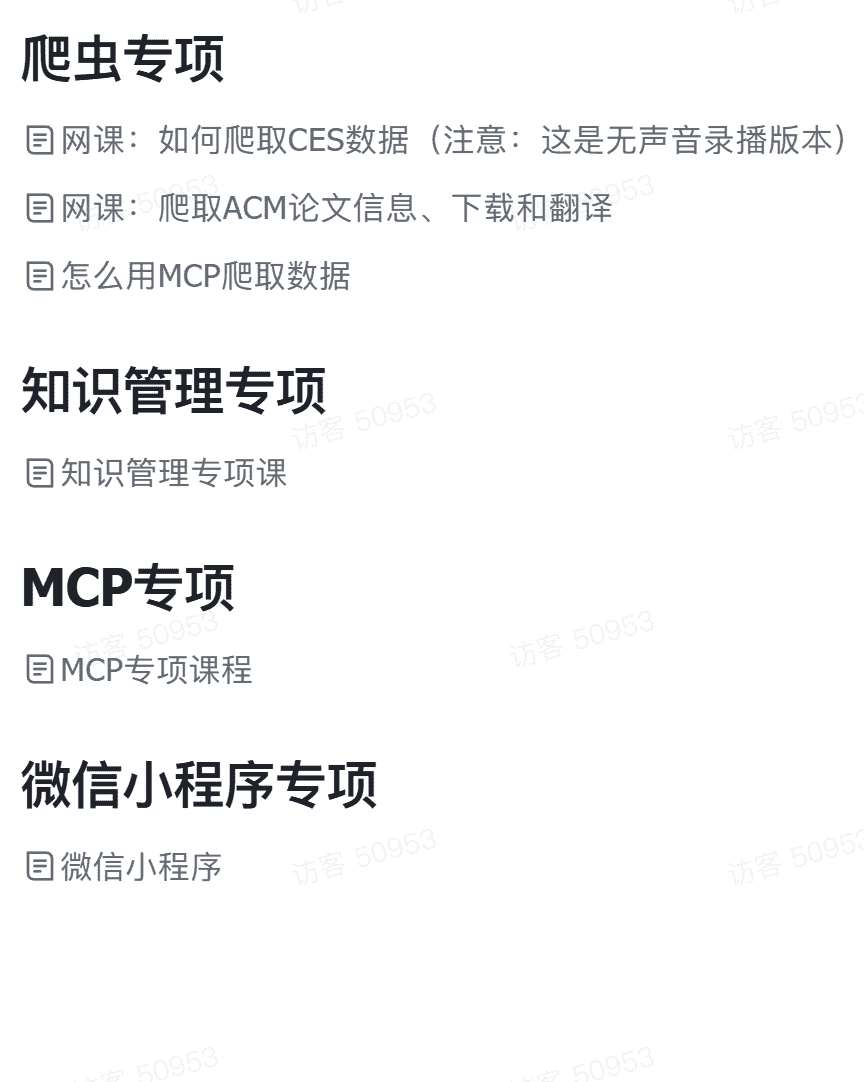 爬虫专项
网课：如何爬取CES数据（注意：这是无声音录播版本）
网课：爬取ACM论文信息、下载和翻译
怎么用MCP爬取数据
知识管理专项
知识管理专项课
MCP专项
MCP专项课程
微信小程序专项
微信小程序
访客 50953